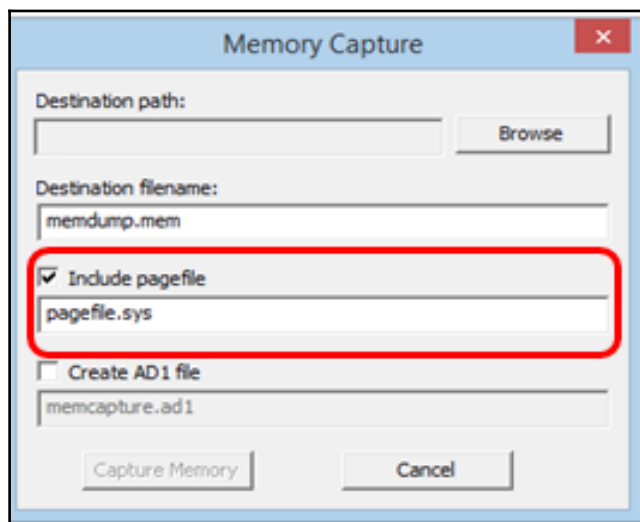 Memory Capture
Destination path:
Browse
Destination filename:
memdump.mem
Include pagefile
pagefile.sys
Create AD1 file
memcapture.ad1
Capture Memory Cancel